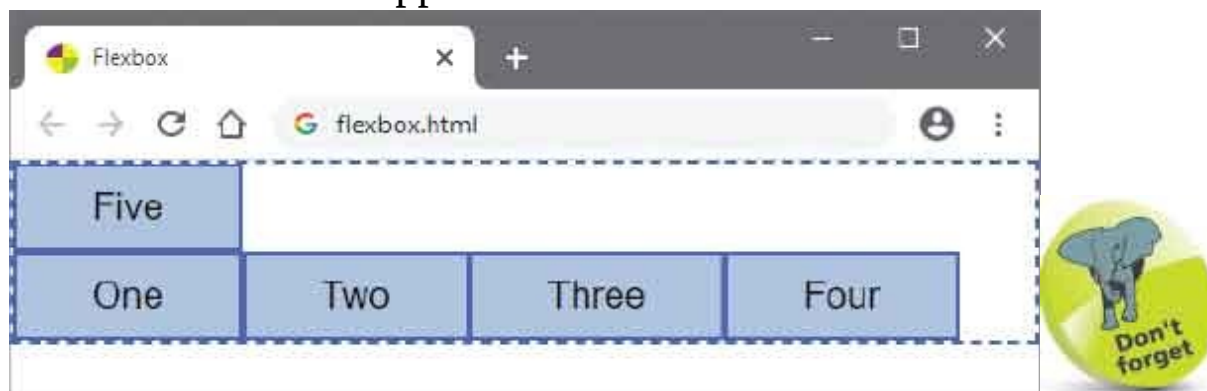 Flexbox
flexbox.html
Five
One Two Three Four
Don't
forget